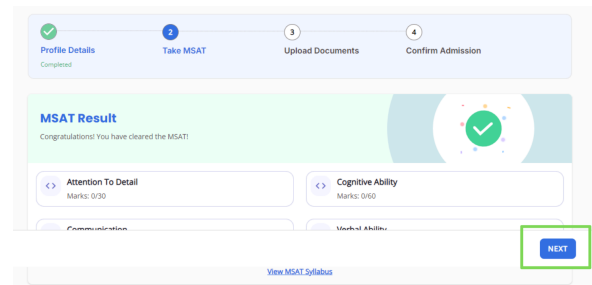 2
3
4
Profile Details
Take MSAT
Upload Documents
Confirm Admission
Completed
MSAT Result
Congratulations! You have cleared the MSAT!
Attention To Detail
Marks: 0/30
Cognitive Ability
Marks: 0/60
Communication
Verbal Ability
NEXT
View MSAT Syllabus